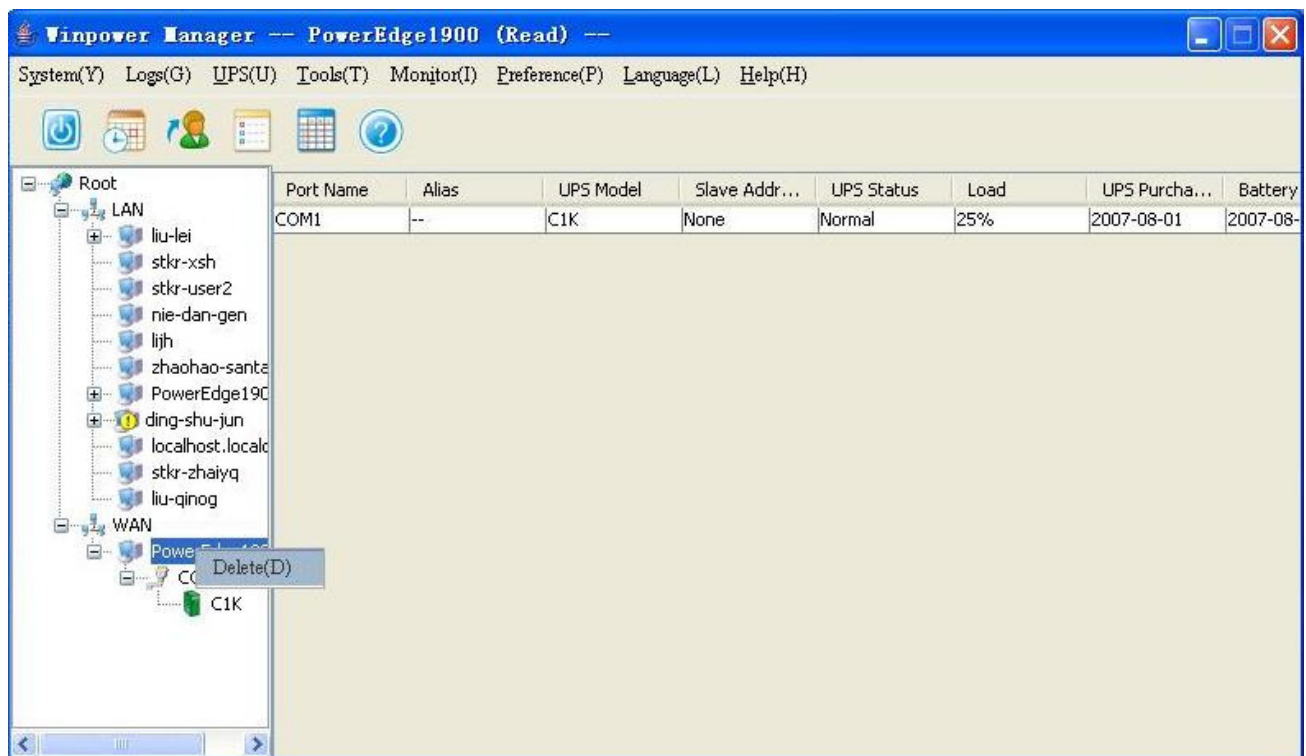 Winpower Manager -- PowerEdge1900 (Read) --
System(Y) Logs(G) UPS(U) Tools(T) Monitor(I) Preference(P) Language(L) Help(H)
Root
LAN
liu-lei
stkr-xsh
stkr-user2
nie-dan-gen
lijh
zhaohao-santa
PowerEdge190
ding-shu-jun
localhost.locald
stkr-zhaiyq
liu-qinog
WAN
Powe
Delete(D)
CO
C1K
Port Name Alias UPS Model Slave Addr... UPS Status Load UPS Purcha... Battery
COM1 -- C1K None Normal 25% 2007-08-01 2007-08-